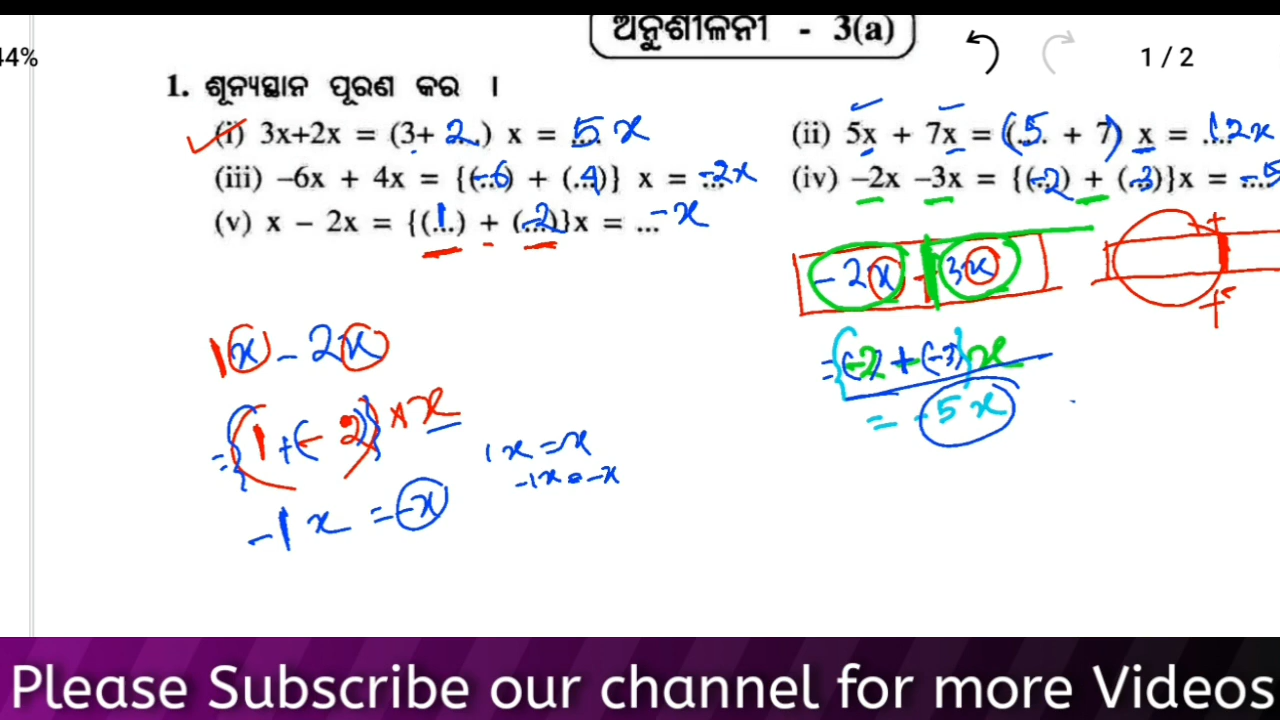 ଅନୁଶୀଳନୀ - 3(a)
44%
1 / 2
1. ଶୂନ୍ୟସ୍ଥାନ ପୂରଣ କର ।
(i) 3x+2x = (3+ 2) x = 5x
(ii) 5x + 7x = (5 + 7) x = 12x
(iii) –6x + 4x = {(-6) + (4)} x = -2x
(iv) –2x –3x = {(-2) + (-3)}x = -5
(v) x – 2x = {(1) + (-2)}x = -x
-2x - 3x
={(-2) + (-3)}x
= -5x
1x - 2x
={1+(-2)}×x
-1x = -x
1x = x
-1x = -x
Please Subscribe our channel for more Videos